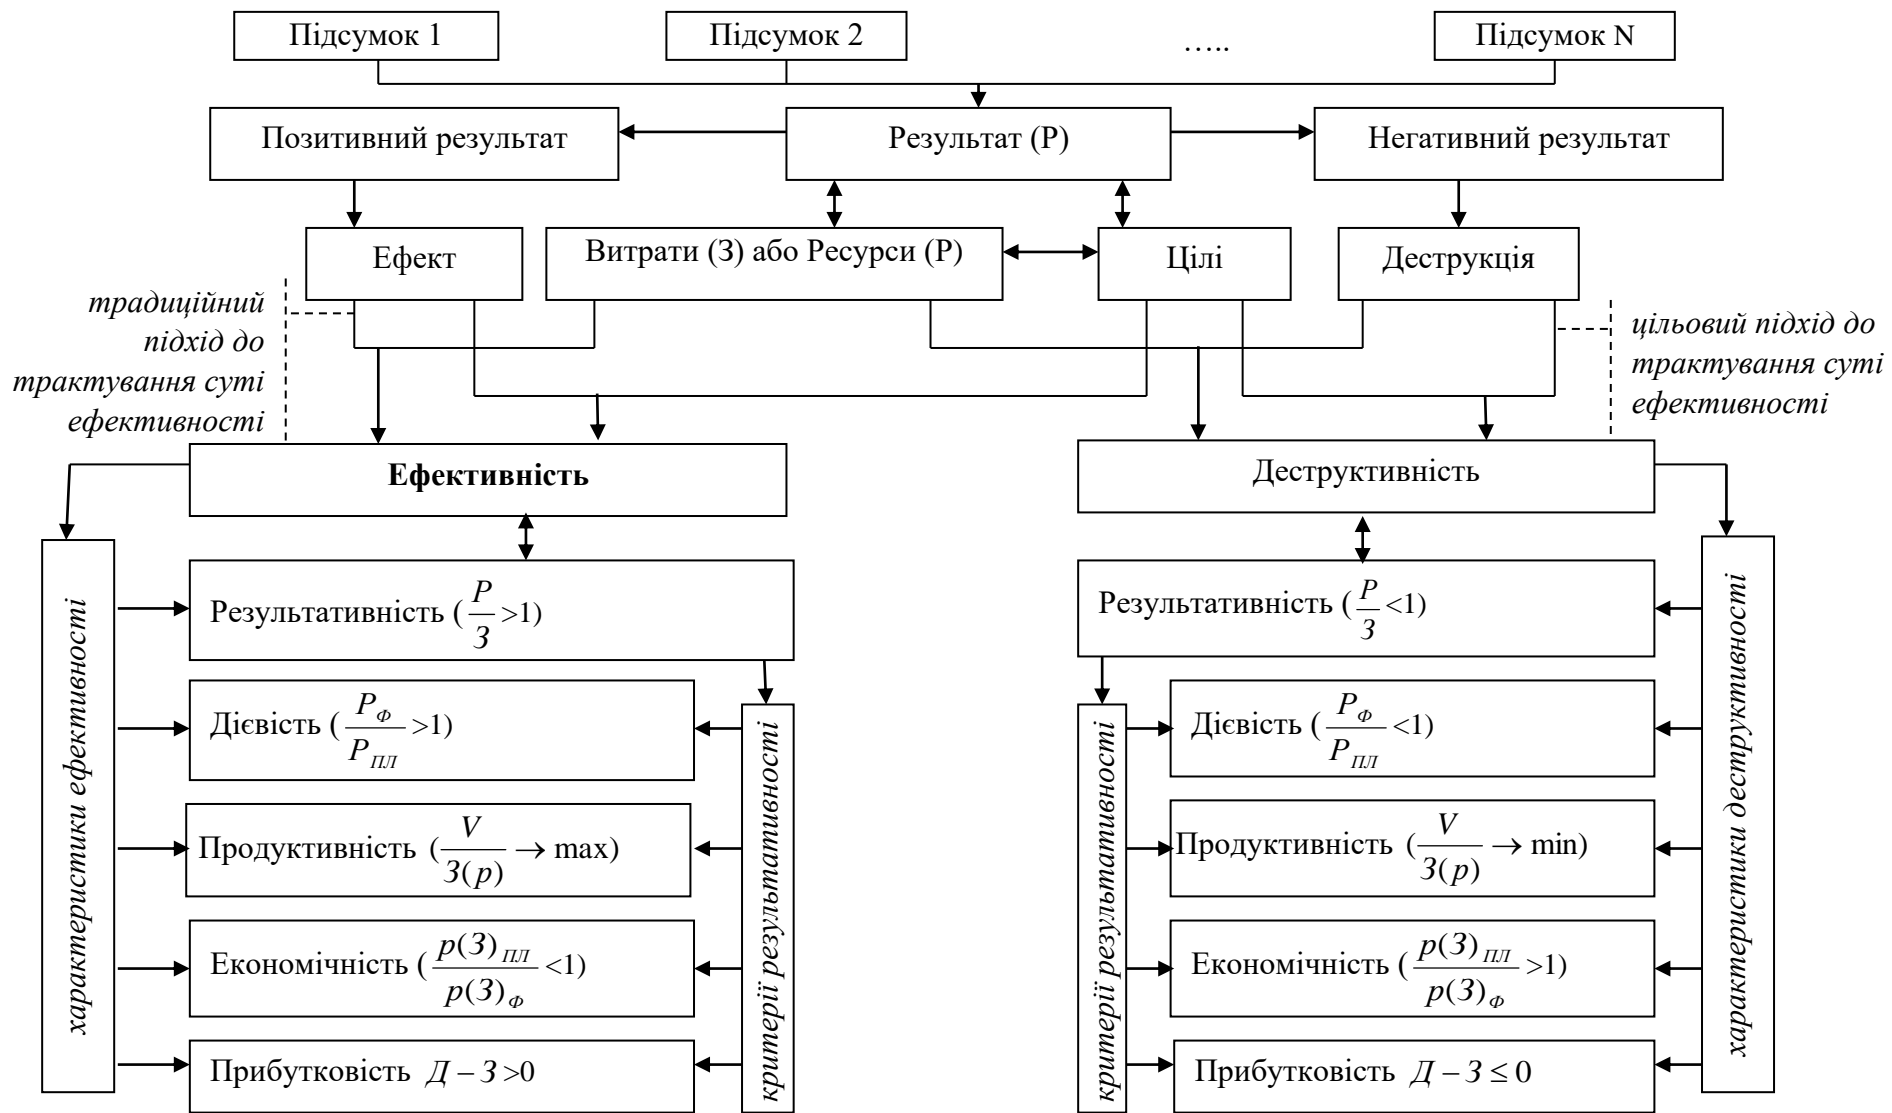 Підсумок 1
Підсумок 2
…..
Підсумок N
Позитивний результат
Результат (Р)
Негативний результат
Ефект
Витрати (З) або Ресурси (Р)
Цілі
Деструкція
традиційний
підхід до
трактування суті
ефективності
цільовий підхід до
трактування суті
ефективності
Ефективність
Деструктивність
характеристики ефективності
Результативність (P/З >1)
Дієвість (P_Ф/P_ПЛ >1)
Продуктивність (V/З(р) → max)
Економічність (р(З)_ПЛ/р(З)_Ф <1)
Прибутковість Д – З >0
критерії результативності
критерії результативності
Результативність (P/З <1)
Дієвість (P_Ф/P_ПЛ <1)
Продуктивність (V/З(р) → min)
Економічність (р(З)_ПЛ/р(З)_Ф >1)
Прибутковість Д – З ≤ 0
характеристики деструктивності